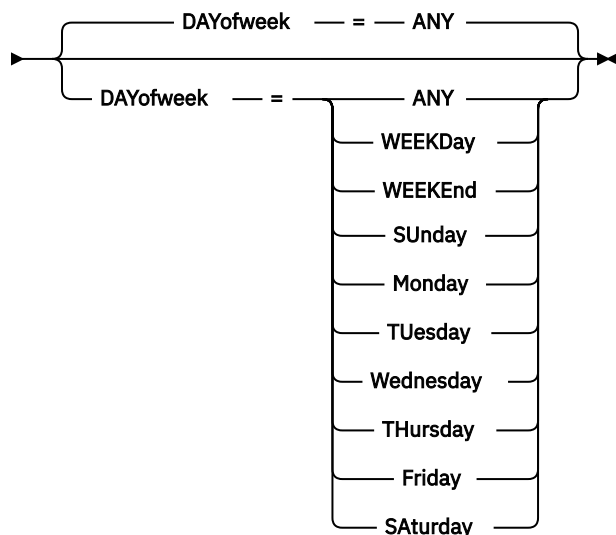 DAYofweek = ANY
DAYofweek = ANY
WEEKDay
WEEKEnd
SUnday
Monday
TUesday
Wednesday
THursday
Friday
SAturday